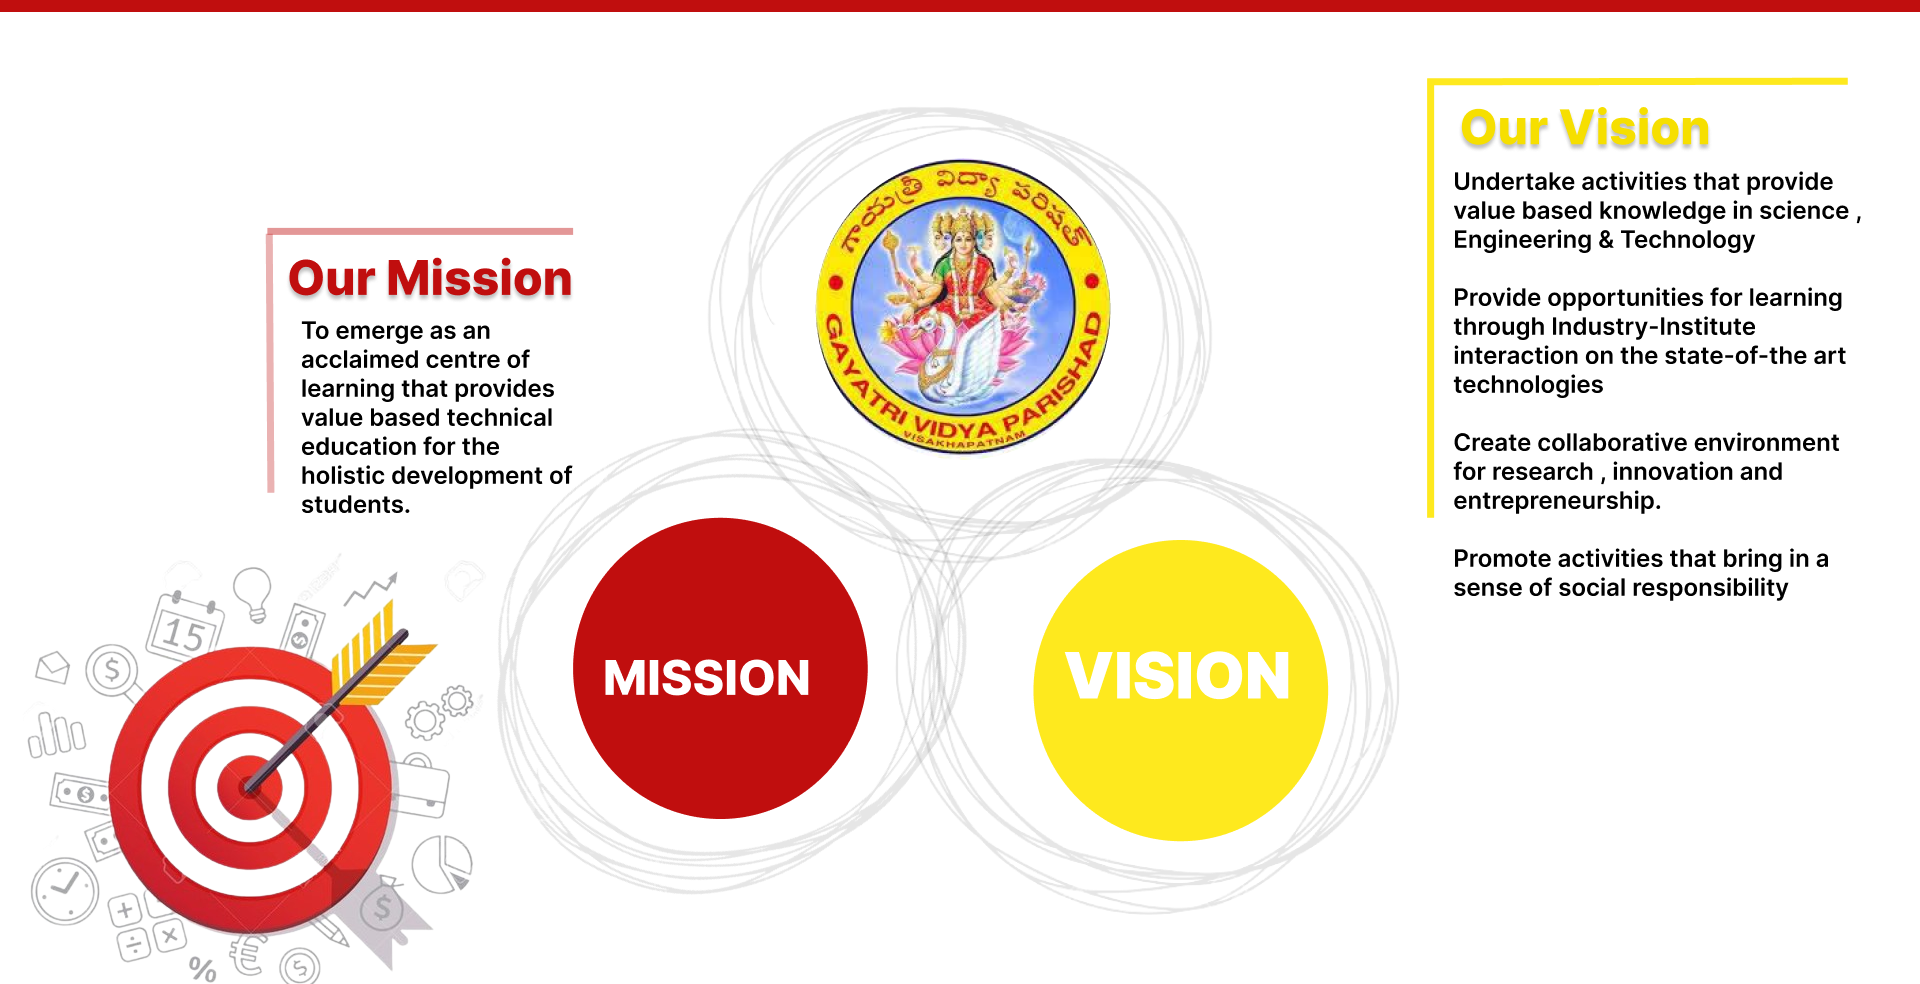 Our Mission
To emerge as an
acclaimed centre of
learning that provides
value based technical
education for the
holistic development of
students.
గాయత్రీ విద్యా పరిషత్
GAYATRI VIDYA PARISHAD
VISAKHAPATNAM
MISSION
VISION
Our Vision
Undertake activities that provide
value based knowledge in science ,
Engineering & Technology
Provide opportunities for learning
through Industry-Institute
interaction on the state-of-the art
technologies
Create collaborative environment
for research , innovation and
entrepreneurship.
Promote activities that bring in a
sense of social responsibility
15
$
$
$
$
$
€
%